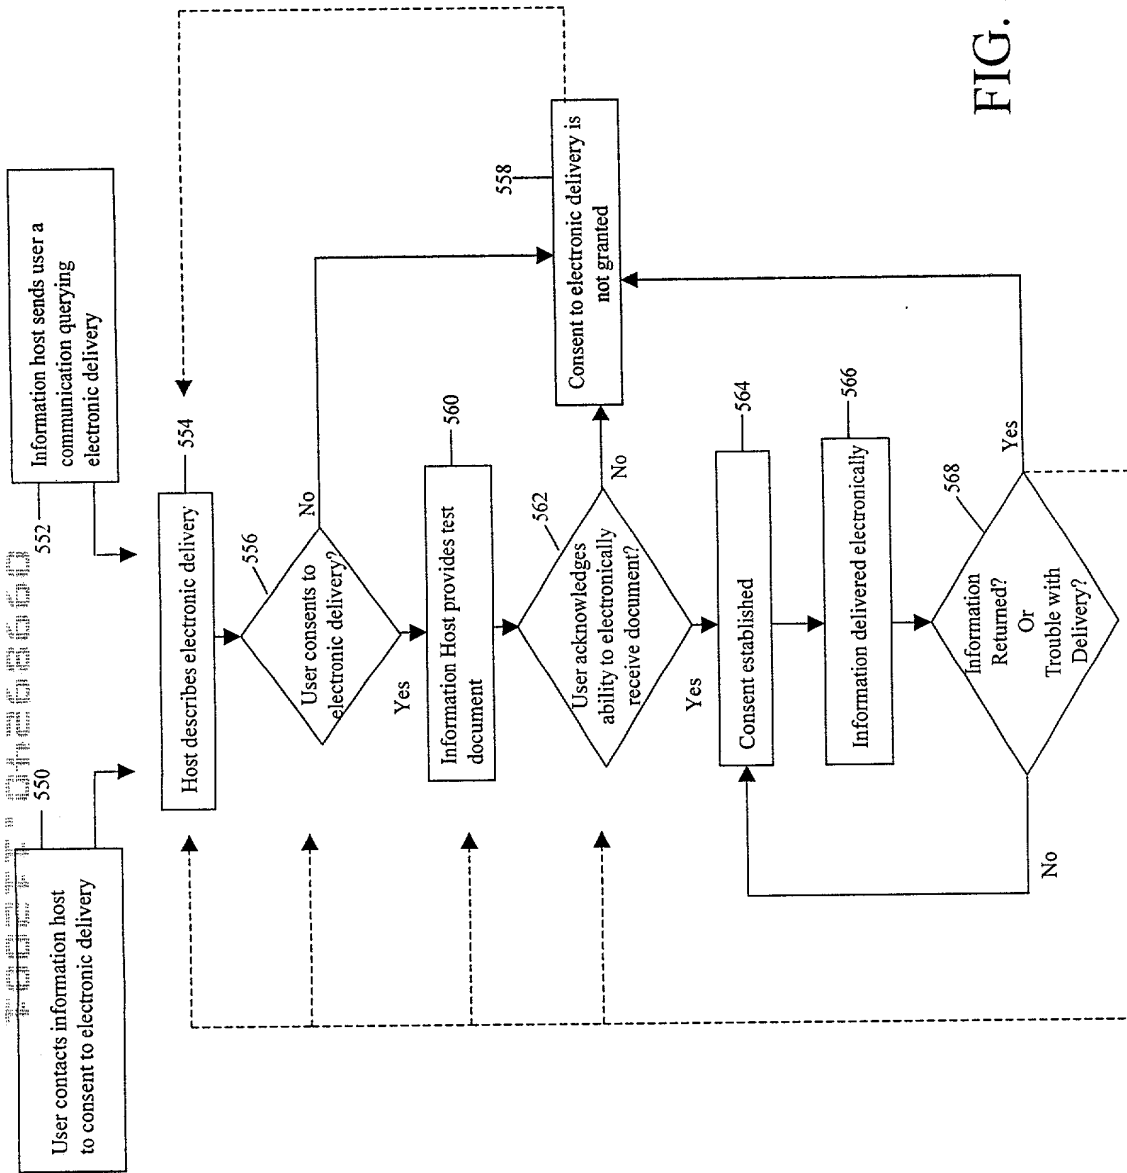 User contacts information host
to consent to electronic delivery
550
Information host sends user a
communication querying
electronic delivery
552
Host describes electronic delivery
554
User consents to
electronic delivery?
556
No
Yes
Consent to electronic delivery is
not granted
558
Information Host provides test
document
560
User acknowledges
ability to electronically
receive document?
562
No
Yes
Consent established
564
Information delivered electronically
566
Information
Returned?
Or
Trouble with
Delivery?
568
Yes
No
FIG.